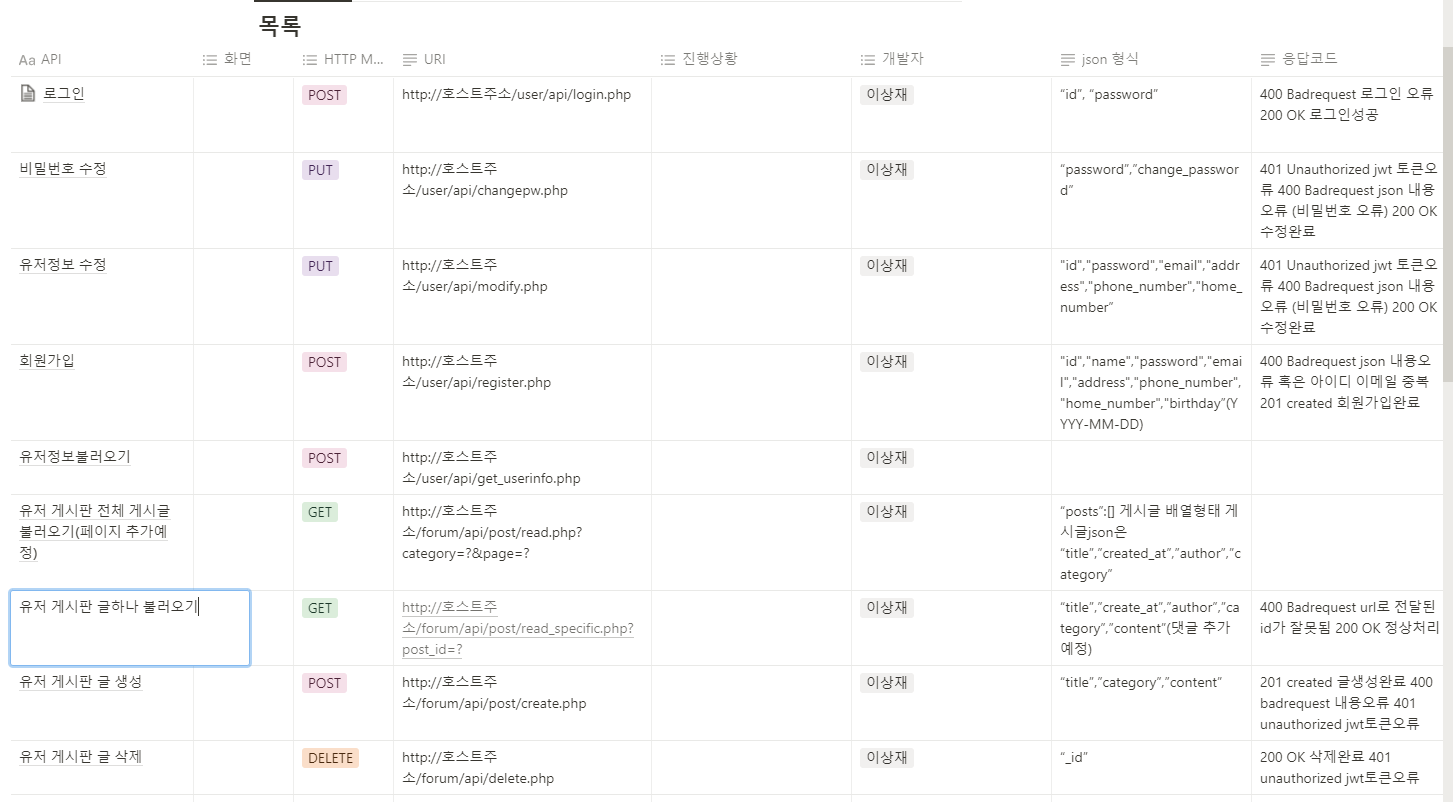 목록
Aa API
화면
HTTP M...
URI
진행상황
개발자
json 형식
응답코드
로그인
POST
http://호스트주소/user/api/login.php
이상재
“id”, “password”
400 Badrequest 로그인 오류
200 OK 로그인성공
비밀번호 수정
PUT
http://호스트주
소/user/api/changepw.php
이상재
“password”,”change_passwor
d”
401 Unauthorized jwt 토큰오
류 400 Badrequest json 내용
오류 (비밀번호 오류) 200 OK
수정완료
유저정보 수정
PUT
http://호스트주
소/user/api/modify.php
이상재
"id","password","email","addr
ess","phone_number","home_
number”
401 Unauthorized jwt 토큰오
류 400 Badrequest json 내용
오류 (비밀번호 오류) 200 OK
수정완료
회원가입
POST
http://호스트주
소/user/api/register.php
이상재
"id","name","password","emai
l","address","phone_number",
"home_number","birthday”(Y
YYY-MM-DD)
400 Badrequest json 내용오
류 혹은 아이디 이메일 중복
201 created 회원가입완료
유저정보불러오기
POST
http://호스트주
소/user/api/get_userinfo.php
이상재
유저 게시판 전체 게시글
불러오기(페이지 추가예
정)
GET
http://호스트주
소/forum/api/post/read.php?
category=?&page=?
이상재
“posts”:[] 게시글 배열형태 게
시글json은
“title”,”created_at”,”author”,”c
ategory”
유저 게시판 글하나 불러오기
GET
http://호스트주
소/forum/api/post/read_specific.php?
post_id=?
이상재
“title”,”create_at”,”author”,”ca
tegory”,”content”(댓글 추가
예정)
400 Badrequest url로 전달된
id가 잘못됨 200 OK 정상처리
유저 게시판 글 생성
POST
http://호스트주
소/forum/api/post/create.php
이상재
“title”,”category”,”content”
201 created 글생성완료 400
badrequest 내용오류 401
unauthorized jwt토큰오류
유저 게시판 글 삭제
DELETE
http://호스트주
소/forum/api/delete.php
이상재
“_id”
200 OK 삭제완료 401
unauthorized jwt토큰오류